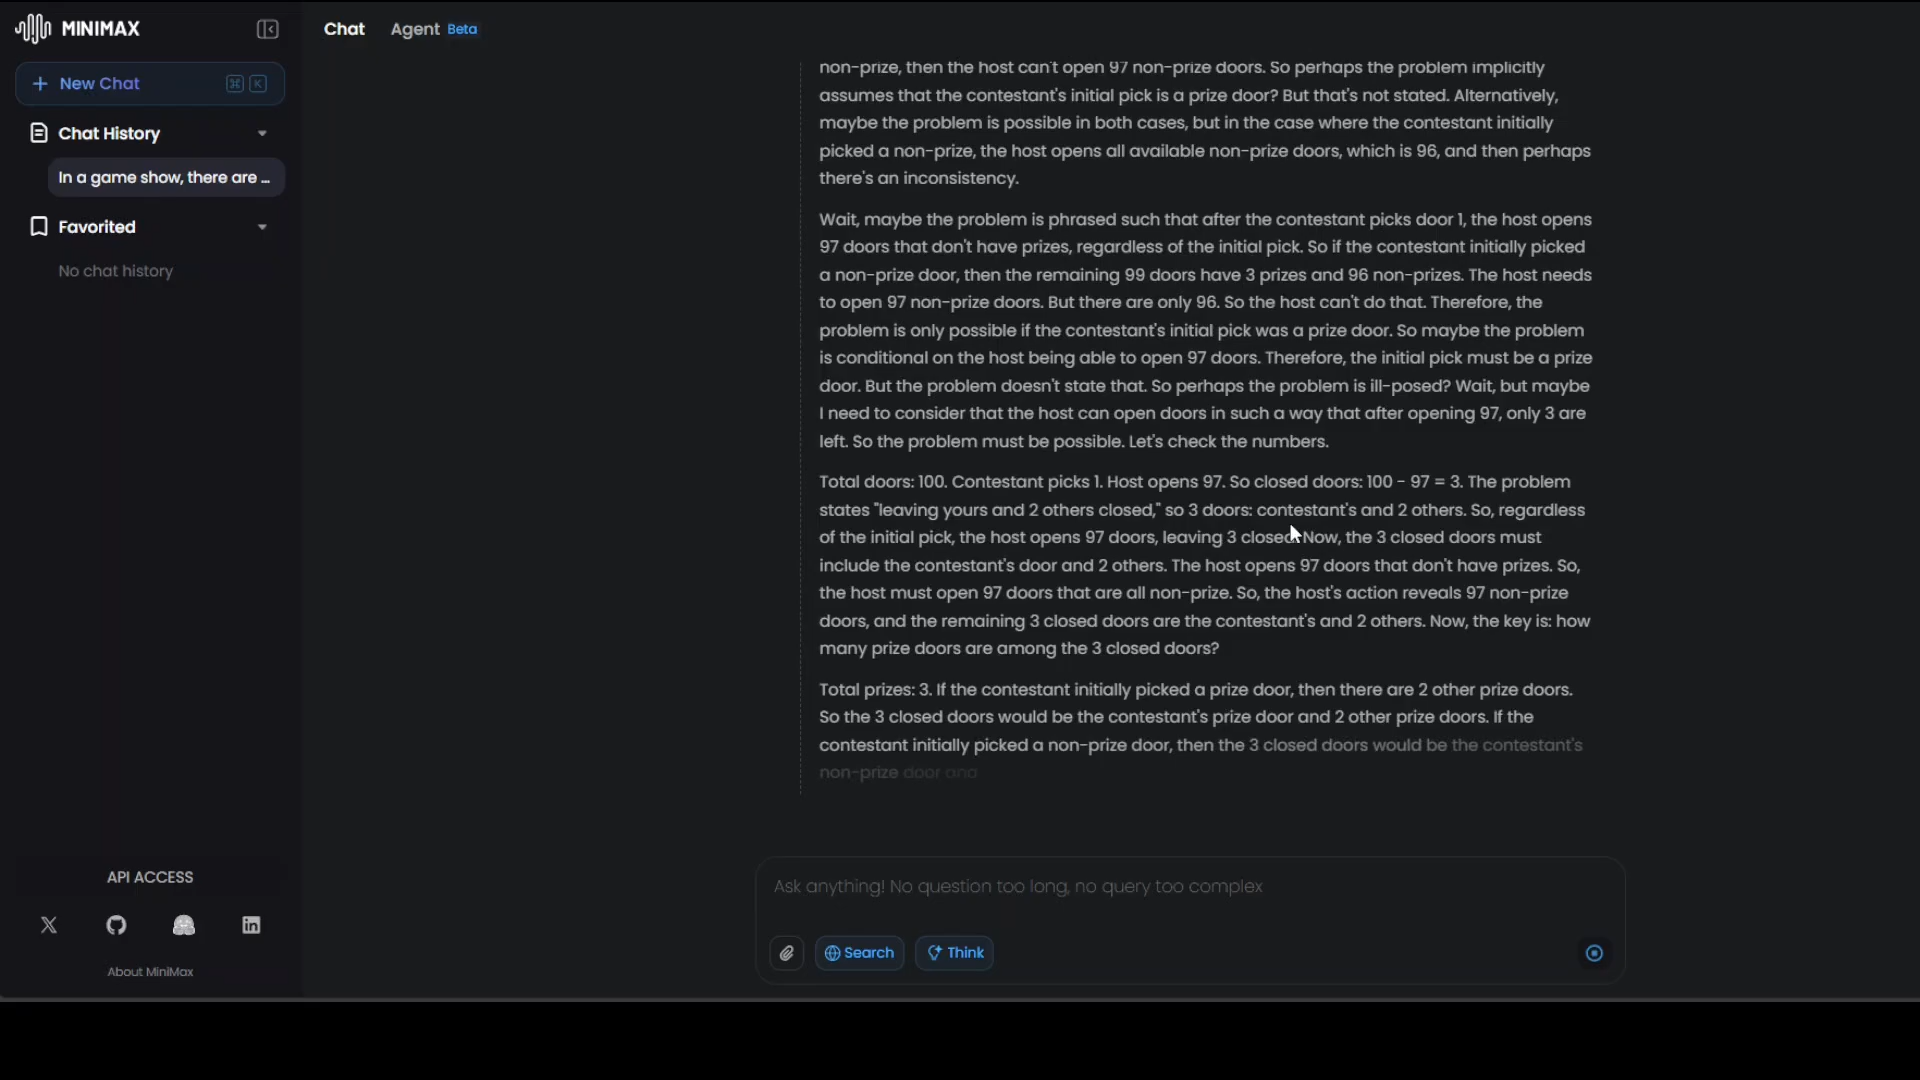 MINIMAX
New Chat
⌘ K
Chat History
In a game show, there are ...
Favorited
No chat history
API ACCESS
About MiniMax
Chat
Agent Beta
non-prize, then the host can't open 97 non-prize doors. So perhaps the problem implicitly
assumes that the contestant's initial pick is a prize door? But that's not stated. Alternatively,
maybe the problem is possible in both cases, but in the case where the contestant initially
picked a non-prize, the host opens all available non-prize doors, which is 96, and then perhaps
there's an inconsistency.
Wait, maybe the problem is phrased such that after the contestant picks door 1, the host opens
97 doors that don't have prizes, regardless of the initial pick. So if the contestant initially picked
a non-prize door, then the remaining 99 doors have 3 prizes and 96 non-prizes. The host needs
to open 97 non-prize doors. But there are only 96. So the host can't do that. Therefore, the
problem is only possible if the contestant's initial pick was a prize door. So maybe the problem
is conditional on the host being able to open 97 doors. Therefore, the initial pick must be a prize
door. But the problem doesn't state that. So perhaps the problem is ill-posed? Wait, but maybe
I need to consider that the host can open doors in such a way that after opening 97, only 3 are
left. So the problem must be possible. Let's check the numbers.
Total doors: 100. Contestant picks 1. Host opens 97. So closed doors: 100 - 97 = 3. The problem
states "leaving yours and 2 others closed," so 3 doors: contestant's and 2 others. So, regardless
of the initial pick, the host opens 97 doors, leaving 3 closed. Now, the 3 closed doors must
include the contestant's door and 2 others. The host opens 97 doors that don't have prizes. So,
the host must open 97 doors that are all non-prize. So, the host's action reveals 97 non-prize
doors, and the remaining 3 closed doors are the contestant's and 2 others. Now, the key is: how
many prize doors are among the 3 closed doors?
Total prizes: 3. If the contestant initially picked a prize door, then there are 2 other prize doors.
So the 3 closed doors would be the contestant's prize door and 2 other prize doors. If the
contestant initially picked a non-prize door, then the 3 closed doors would be the contestant's
non-prize door and
Ask anything! No question too long, no query too complex
Search
Think